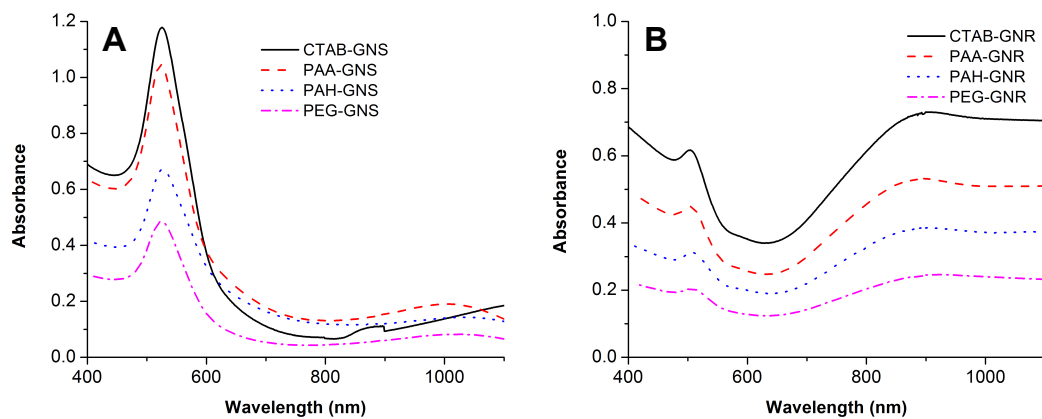 A
CTAB-GNS
PAA-GNS
PAH-GNS
PEG-GNS
Absorbance
1.2
1.0
0.8
0.6
0.4
0.2
0.0
400 600 800 1000
Wavelength (nm)
B
CTAB-GNR
PAA-GNR
PAH-GNR
PEG-GNR
Absorbance
1.0
0.8
0.6
0.4
0.2
0.0
400 600 800 1000
Wavelength (nm)